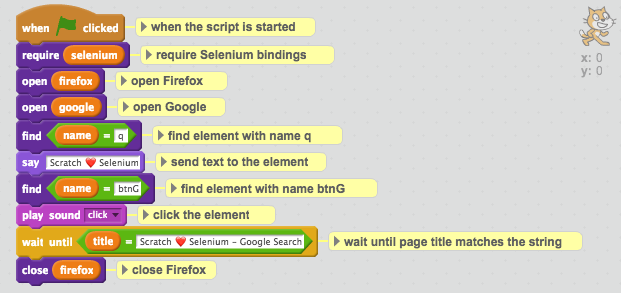 when clicked when the script is started
require selenium require Selenium bindings
open firefox open Firefox
open google open Google
find name = q find element with name q
say Scratch ❤️ Selenium send text to the element
find name = btnG find element with name btnG
play sound click click the element
wait until title = Scratch ❤️ Selenium - Google Search wait until page title matches the string
close firefox close Firefox
x: 0
y: 0